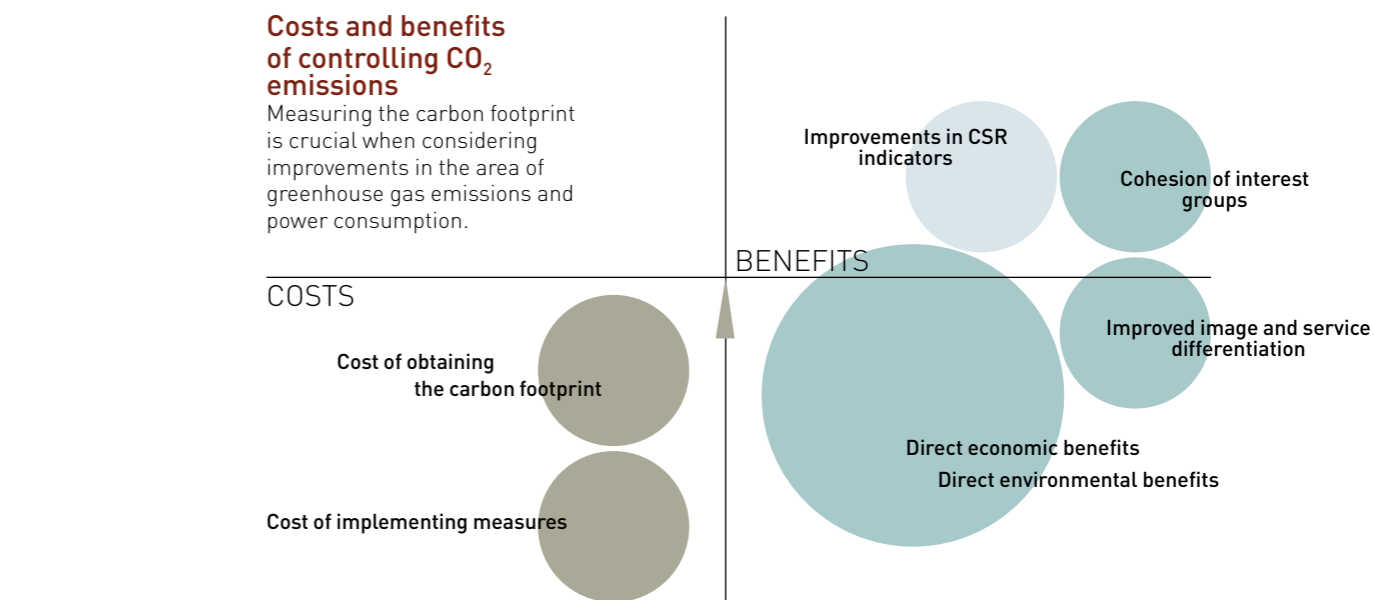 Costs and benefits
of controlling CO₂
emissions
Measuring the carbon footprint
is crucial when considering
improvements in the area of
greenhouse gas emissions and
power consumption.
Improvements in CSR
indicators
Cohesion of interest
groups
BENEFITS
COSTS
Improved image and service
differentiation
Cost of obtaining
the carbon footprint
Direct economic benefits
Direct environmental benefits
Cost of implementing measures